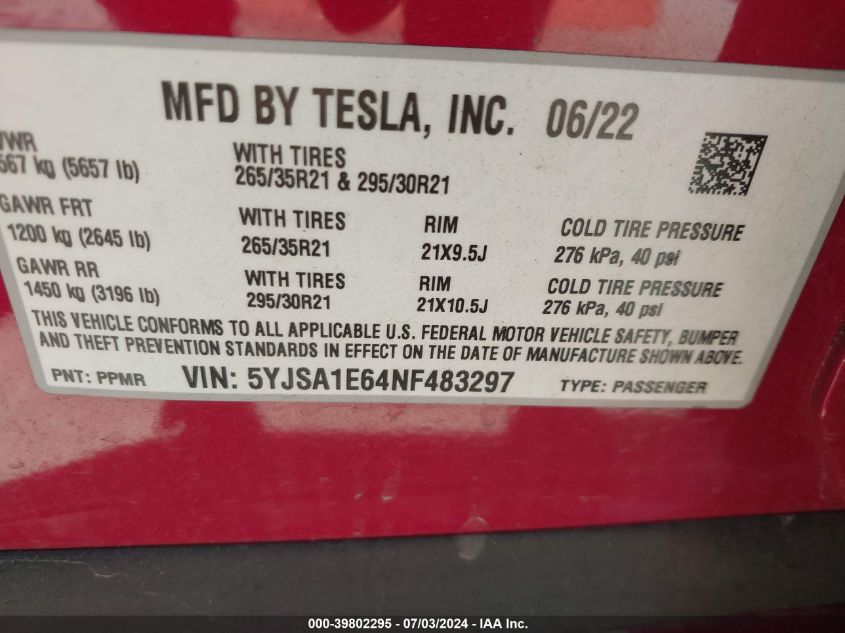 MFD BY TESLA, INC. 06/22
VWR WITH TIRES
567 kg (5657 lb) 265/35R21 & 295/30R21
GAWR FRT WITH TIRES RIM COLD TIRE PRESSURE
1200 kg (2645 lb) 265/35R21 21X9.5J 276 kPa, 40 psi
GAWR RR WITH TIRES RIM COLD TIRE PRESSURE
1450 kg (3196 lb) 295/30R21 21X10.5J 276 kPa, 40 psi
THIS VEHICLE CONFORMS TO ALL APPLICABLE U.S. FEDERAL MOTOR VEHICLE SAFETY, BUMPER
AND THEFT PREVENTION STANDARDS IN EFFECT ON THE DATE OF MANUFACTURE SHOWN ABOVE.
PNT: PPMR VIN: 5YJSA1E64NF483297 TYPE: PASSENGER
000-39802295 - 07/03/2024 - IAA Inc.